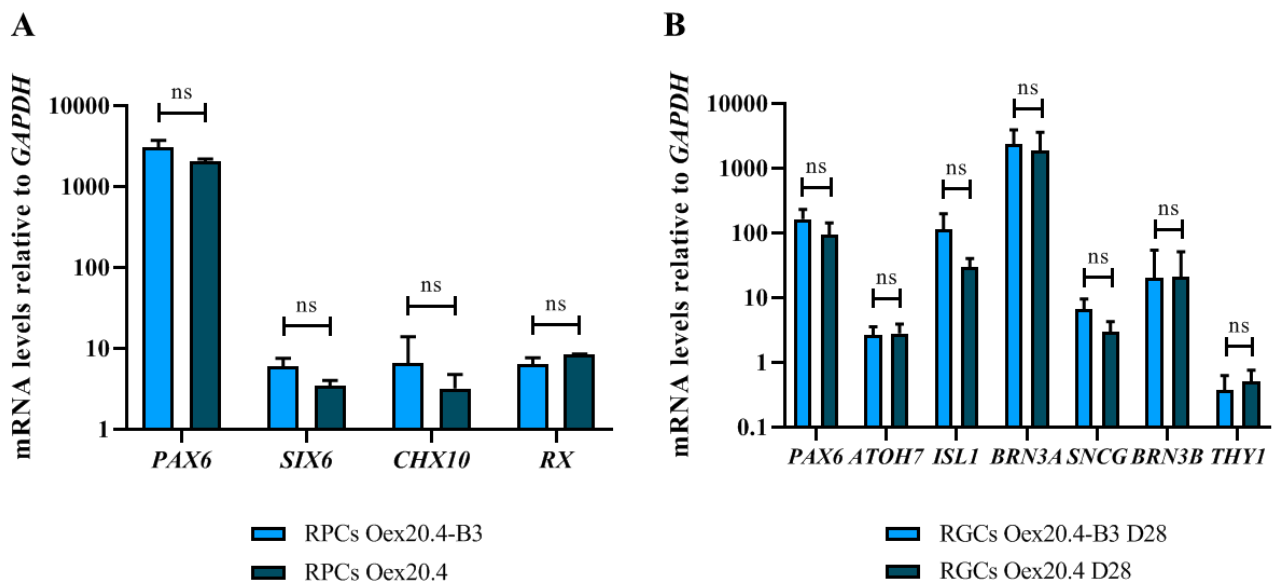 A
mRNA levels relative to GAPDH
10000
1000
100
10
1
ns
ns
ns
ns
PAX6 SIX6 CHX10 RX
RPCs Oex20.4-B3
RPCs Oex20.4
B
mRNA levels relative to GAPDH
10000
1000
100
10
1
0.1
ns
ns
ns
ns
ns
ns
ns
PAX6 ATOH7 ISL1 BRN3A SNCG BRN3B THY1
RGCs Oex20.4-B3 D28
RGCs Oex20.4 D28